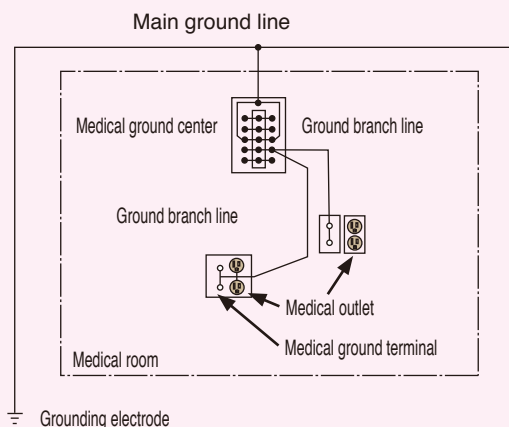 Main ground line
Medical ground center
Ground branch line
Ground branch line
Medical outlet
Medical ground terminal
Medical room
Grounding electrode